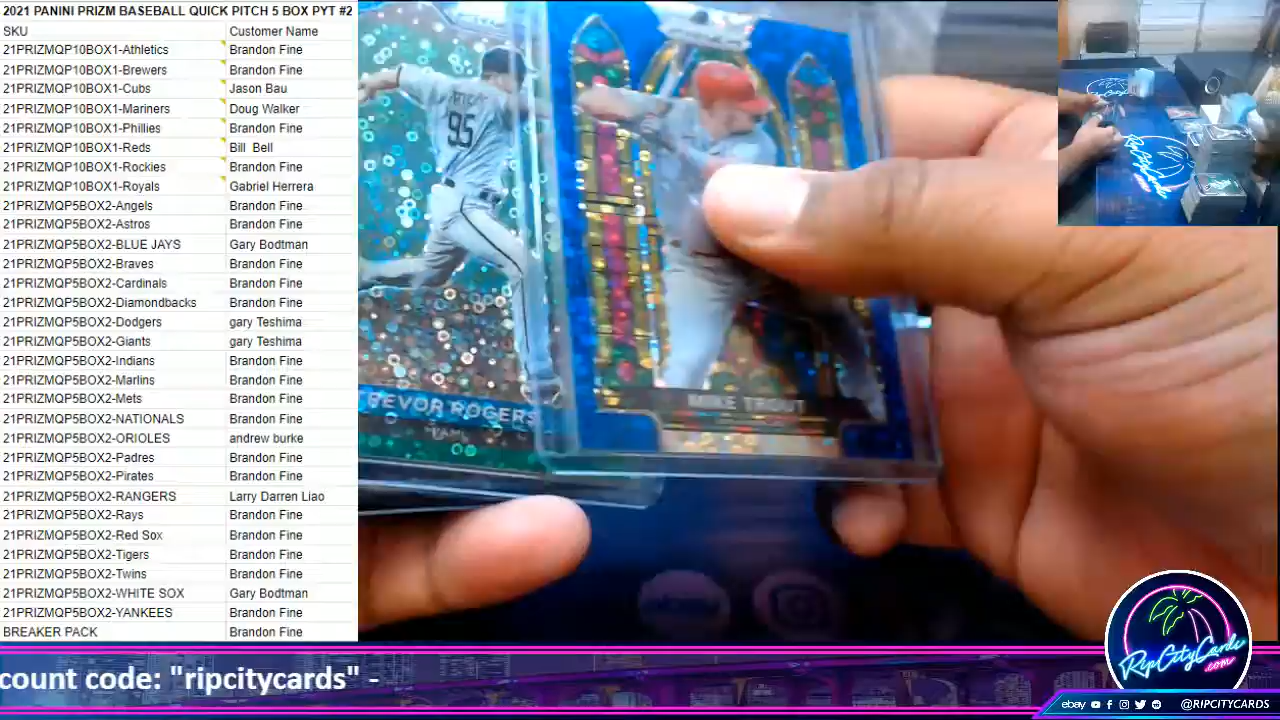 2021 PANINI PRIZM BASEBALL QUICK PITCH 5 BOX PYT #2
SKU Customer Name
21PRIZMQP10BOX1-Athletics Brandon Fine
21PRIZMQP10BOX1-Brewers Brandon Fine
21PRIZMQP10BOX1-Cubs Jason Bau
21PRIZMQP10BOX1-Mariners Doug Walker
21PRIZMQP10BOX1-Phillies Brandon Fine
21PRIZMQP10BOX1-Reds Bill Bell
21PRIZMQP10BOX1-Rockies Brandon Fine
21PRIZMQP10BOX1-Royals Gabriel Herrera
21PRIZMQP5BOX2-Angels Brandon Fine
21PRIZMQP5BOX2-Astros Brandon Fine
21PRIZMQP5BOX2-BLUE JAYS Gary Bodtman
21PRIZMQP5BOX2-Braves Brandon Fine
21PRIZMQP5BOX2-Cardinals Brandon Fine
21PRIZMQP5BOX2-Diamondbacks Brandon Fine
21PRIZMQP5BOX2-Dodgers gary Teshima
21PRIZMQP5BOX2-Giants gary Teshima
21PRIZMQP5BOX2-Indians Brandon Fine
21PRIZMQP5BOX2-Marlins Brandon Fine
21PRIZMQP5BOX2-Mets Brandon Fine
21PRIZMQP5BOX2-NATIONALS Brandon Fine
21PRIZMQP5BOX2-ORIOLES andrew burke
21PRIZMQP5BOX2-Padres Brandon Fine
21PRIZMQP5BOX2-Pirates Brandon Fine
21PRIZMQP5BOX2-RANGERS Larry Darren Liao
21PRIZMQP5BOX2-Rays Brandon Fine
21PRIZMQP5BOX2-Red Sox Brandon Fine
21PRIZMQP5BOX2-Tigers Brandon Fine
21PRIZMQP5BOX2-Twins Brandon Fine
21PRIZMQP5BOX2-WHITE SOX Gary Bodtman
21PRIZMQP5BOX2-YANKEES Brandon Fine
BREAKER PACK Brandon Fine
95
TREVOR ROGERS
MIAMI
MIKE TROUT
count code: "ripcitycards" -
RipCityCards
.com
ebay @RIPCITYCARDS